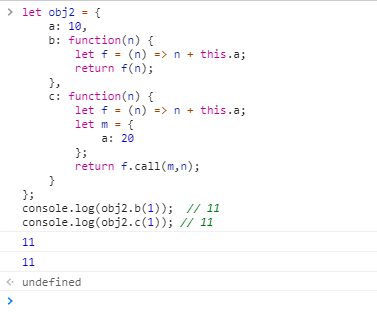 > let obj2 = {
    a: 10,
    b: function(n) {
        let f = (n) => n + this.a;
        return f(n);
    },
    c: function(n) {
        let f = (n) => n + this.a;
        let m = {
            a: 20
        };
        return f.call(m,n);
    }
};
console.log(obj2.b(1));  // 11
console.log(obj2.c(1)); // 11
11
11
< undefined
>